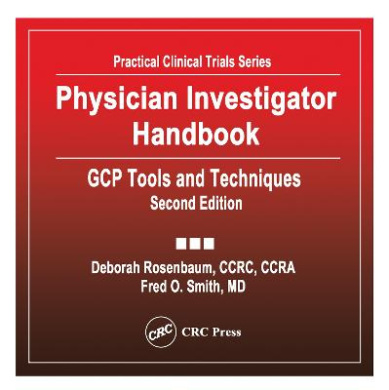 Practical Clinical Trials Series
Physician Investigator
Handbook
GCP Tools and Techniques
Second Edition
Deborah Rosenbaum, CCRC, CCRA
Fred O. Smith, MD
CRC CRC Press